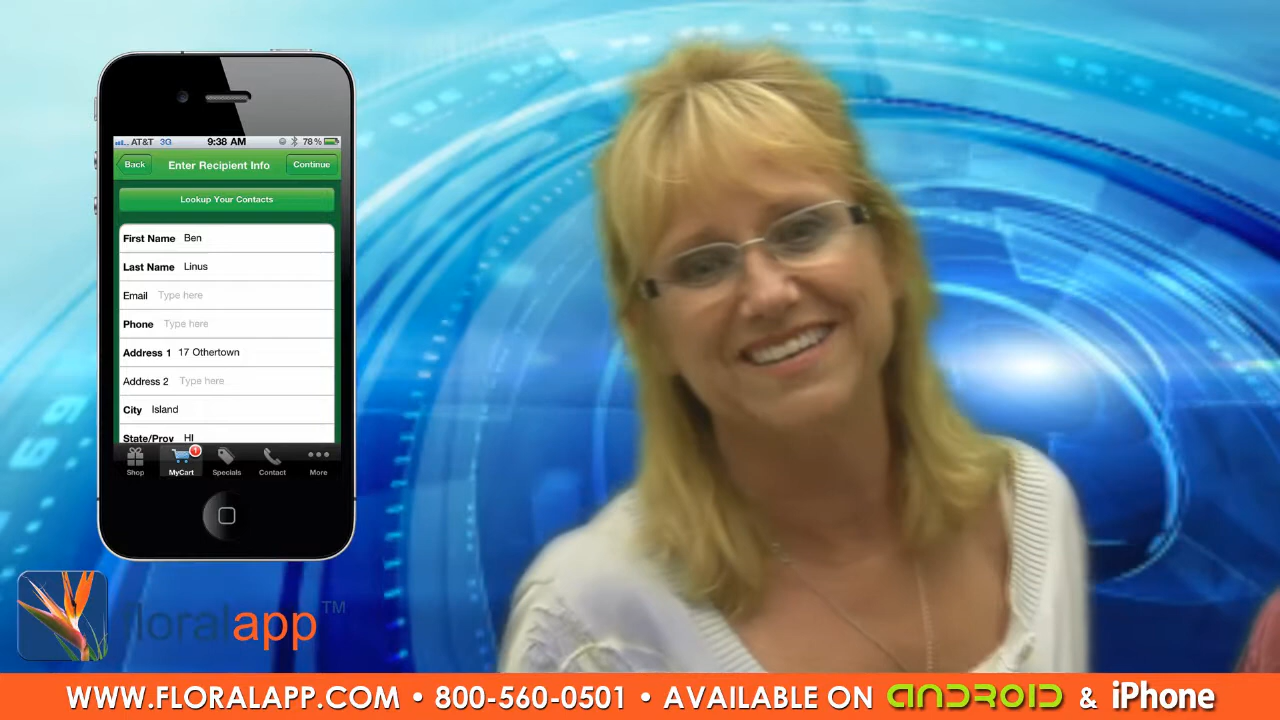 AT&T 3G 9:38 AM 78%
Back Enter Recipient Info Continue
Lookup Your Contacts
First Name Ben
Last Name Linus
Email Type here
Phone Type here
Address 1 17 Othertown
Address 2 Type here
City Island
State/Prov HI
1
Shop MyCart Specials Contact More
floralapp™
WWW.FLORALAPP.COM • 800-560-0501 • AVAILABLE ON ANDROID & iPhone